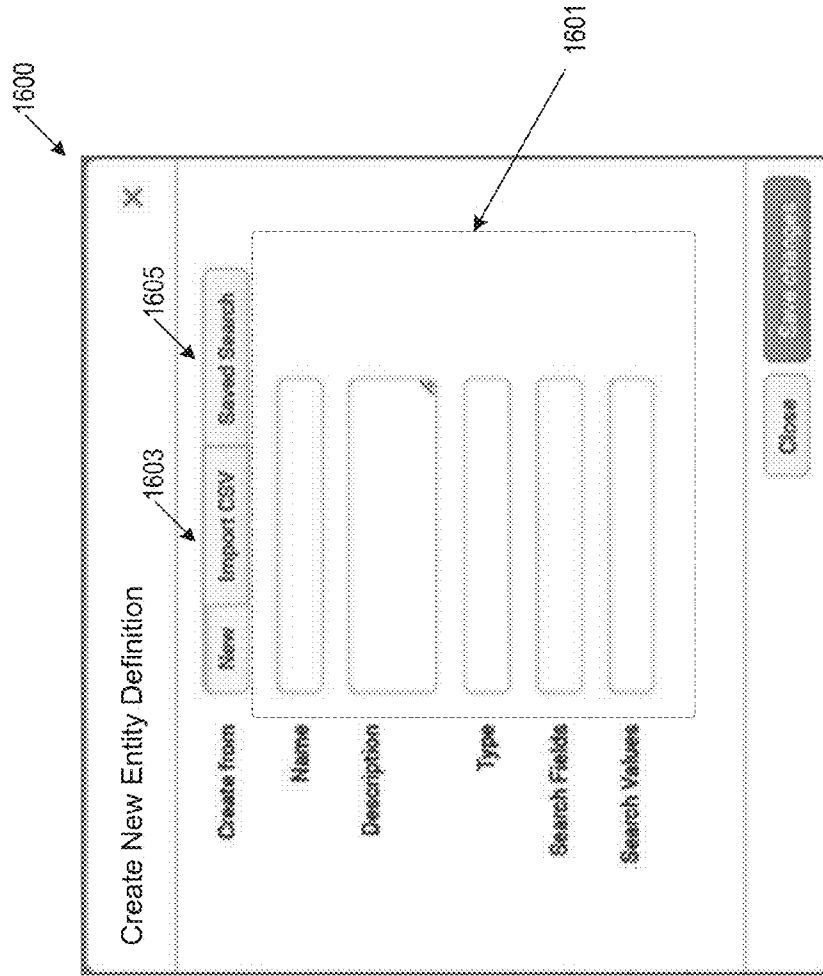 1600
Create New Entity Definition X
1603
1605
Create from New Import CSV Saved Search
Name
Description
Type
Search Fields
Search Values
1601
Close